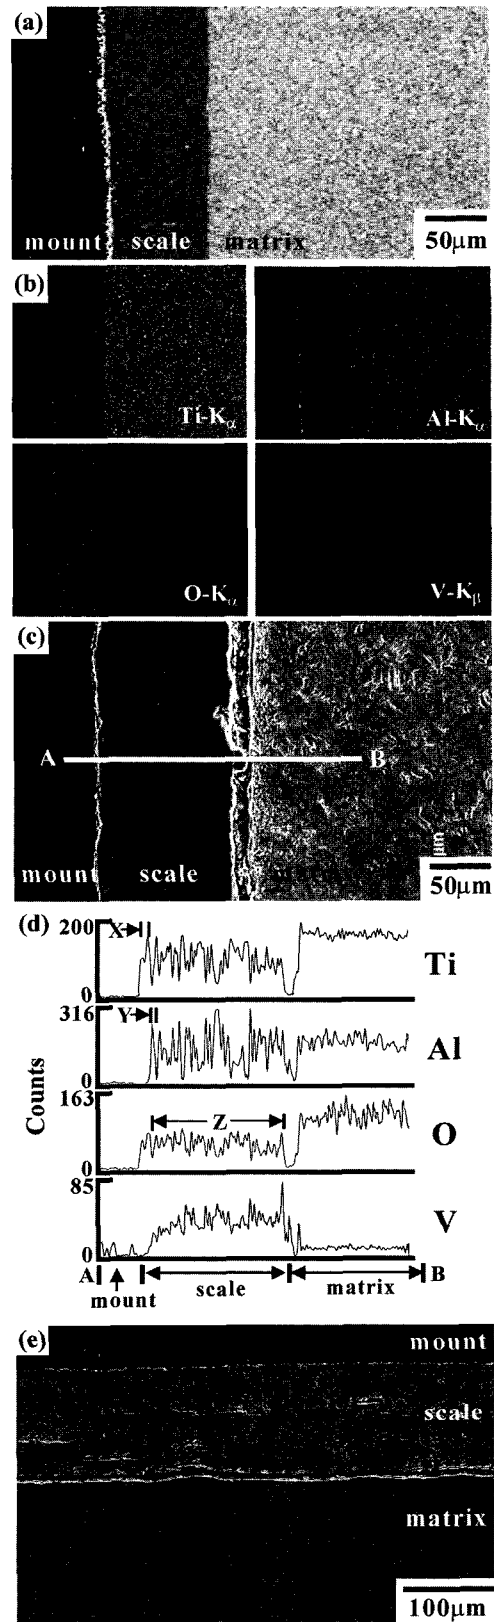 (a)
mount scale matrix
50μm
(b)
Ti-Kα
Al-Kα
O-Kα
V-Kβ
(c)
A B
mount scale
50μm
(d)
200
X
0
Ti
316
Y
0
Al
Counts
163
Z
0
O
85
0
V
A mount scale matrix B
(e)
mount
scale
matrix
100μm